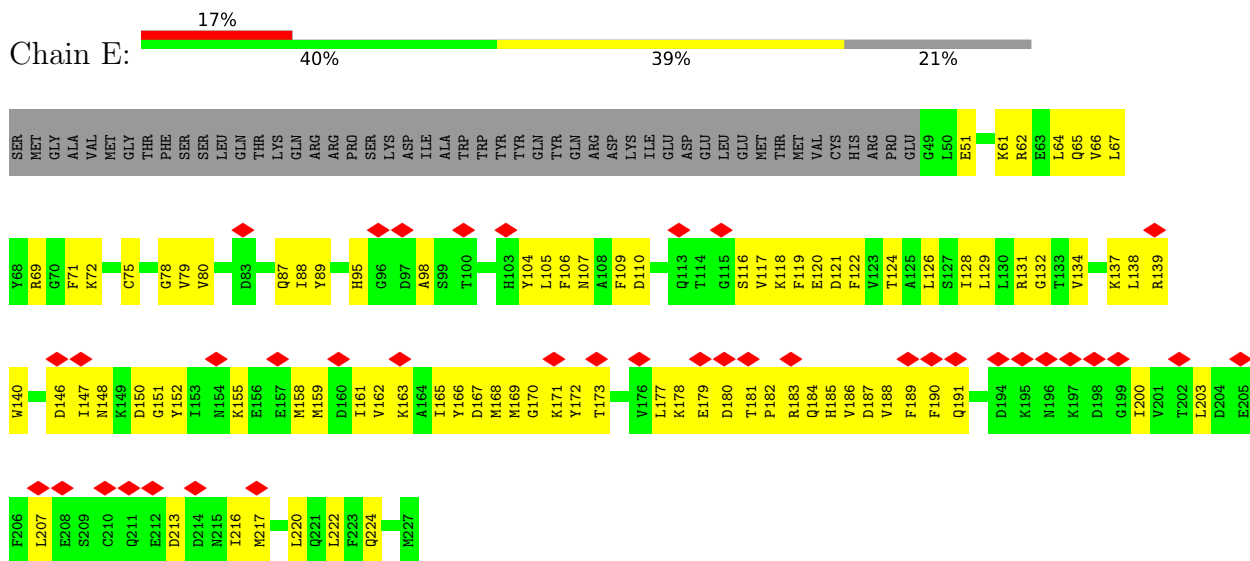 17%
Chain E:
40% 39% 21%
SER MET GLY ALA VAL MET GLY THR PHE SER SER LEU GLN THR LYS GLN ARG ARG PRO SER LYS ASP ILE ALA TRP TRP TYR TYR GLN TYR GLN ARG ASP LYS ILE GLU ASP GLU LEU GLU MET THR MET VAL CYS HIS ARG PRO GLU G49 L50 E51 K61 R62 E63 L64 Q65 V66 L67
Y68 R69 G70 F71 K72 C75 G78 V79 V80 D83 Q87 I88 Y89 H95 G96 D97 A98 S99 T100 H103 Y104 L105 F106 N107 A108 F109 D110 Q113 T114 G115 S116 V117 K118 F119 E120 D121 F122 V123 T124 A125 L126 S127 I128 L129 L130 R131 G132 T133 V134 K137 L138 R139
W140 D146 I147 N148 K149 D150 G151 Y152 I153 N154 K155 E156 E157 M158 M159 D160 I161 V162 K163 A164 I165 Y166 D167 M168 M169 G170 K171 Y172 T173 V176 L177 K178 E179 D180 T181 P182 R183 Q184 H185 V186 D187 V188 F189 F190 Q191 D194 K195 N196 K197 D198 G199 I200 V201 T202 L203 D204 E205
F206 L207 E208 S209 C210 Q211 E212 D213 D214 N215 I216 M217 L220 Q221 L222 F223 Q224 M227